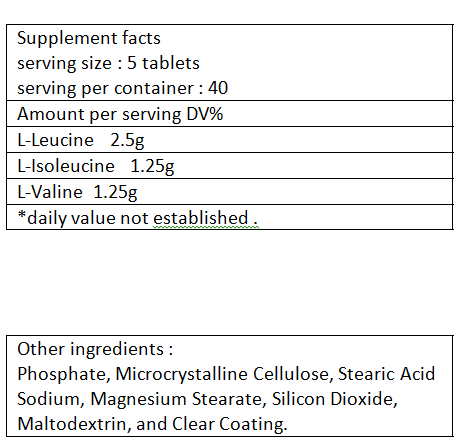 Supplement facts
serving size : 5 tablets
serving per container : 40
Amount per serving DV%
L-Leucine 2.5g
L-Isoleucine 1.25g
L-Valine 1.25g
*daily value not established .
Other ingredients :
Phosphate, Microcrystalline Cellulose, Stearic Acid
Sodium, Magnesium Stearate, Silicon Dioxide,
Maltodextrin, and Clear Coating.